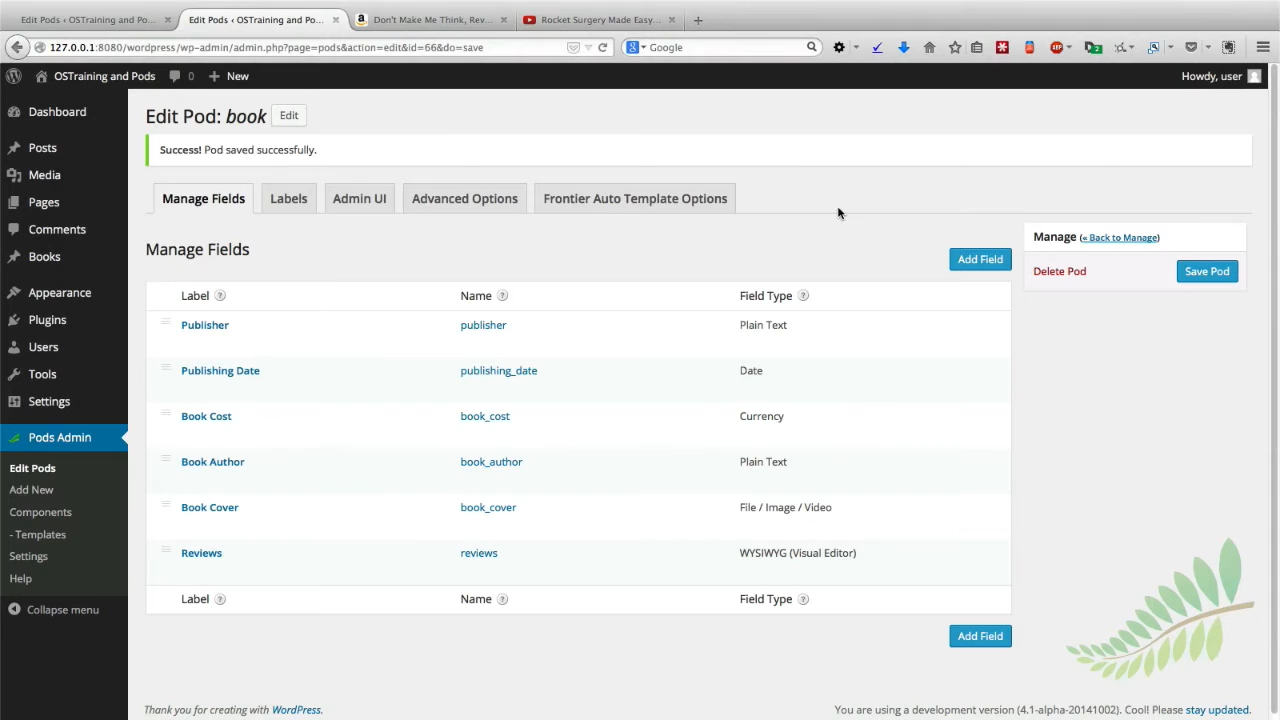 Edit Pods ‹ OSTraining and Po...
Edit Pods ‹ OSTraining and Po...
Don't Make Me Think, Rev...
Rocket Surgery Made Easy...
127.0.0.1:8080/wordpress/wp-admin/admin.php?page=pods&action=edit&id=66&do=save
Google
OSTraining and Pods
0
New
Howdy, user
Dashboard
Posts
Media
Pages
Comments
Books
Appearance
Plugins
Users
Tools
Settings
Pods Admin
Edit Pods
Add New
Components
- Templates
Settings
Help
Collapse menu
Edit Pod: book
Edit
Success! Pod saved successfully.
Manage Fields
Labels
Admin UI
Advanced Options
Frontier Auto Template Options
Manage Fields
Add Field
Label ? Name ? Field Type ?
Publisher publisher Plain Text
Publishing Date publishing_date Date
Book Cost book_cost Currency
Book Author book_author Plain Text
Book Cover book_cover File / Image / Video
Reviews reviews WYSIWYG (Visual Editor)
Label ? Name ? Field Type ?
Add Field
Manage (« Back to Manage)
Delete Pod
Save Pod
Thank you for creating with WordPress.
You are using a development version (4.1-alpha-20141002). Cool! Please stay updated.